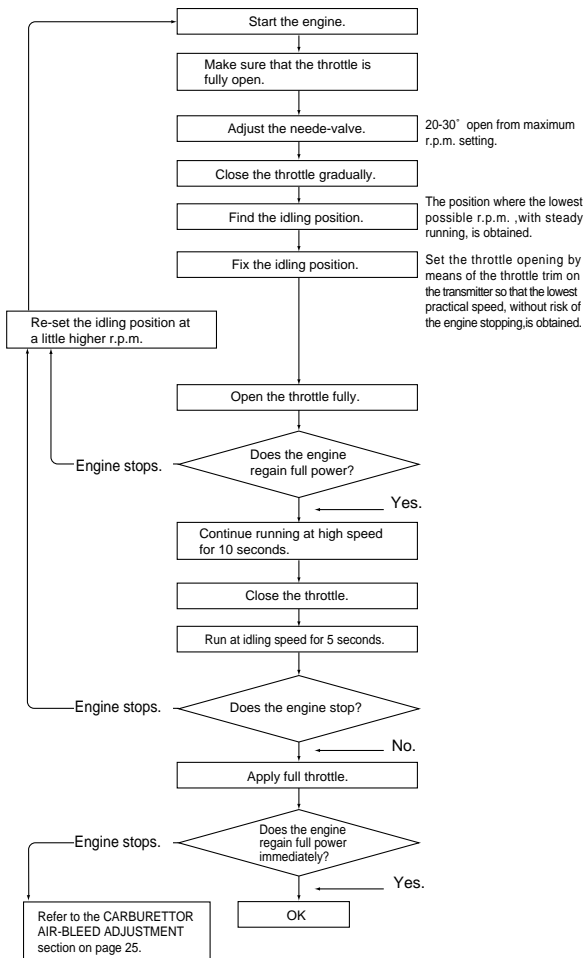 Start the engine.
Make sure that the throttle is
fully open.
Adjust the neede-valve.
20-30° open from maximum
r.p.m. setting.
Close the throttle gradually.
Find the idling position.
The position where the lowest
possible r.p.m. ,with steady
running, is obtained.
Fix the idling position.
Set the throttle opening by
means of the throttle trim on
the transmitter so that the lowest
practical speed, without risk of
the engine stopping,is obtained.
Re-set the idling position at
a little higher r.p.m.
Open the throttle fully.
Does the engine
regain full power?
Engine stops.
Yes.
Continue running at high speed
for 10 seconds.
Close the throttle.
Run at idling speed for 5 seconds.
Engine stops.
Does the engine stop?
No.
Apply full throttle.
Engine stops.
Does the engine
regain full power
immediately?
Yes.
Refer to the CARBURETTOR
AIR-BLEED ADJUSTMENT
section on page 25.
OK